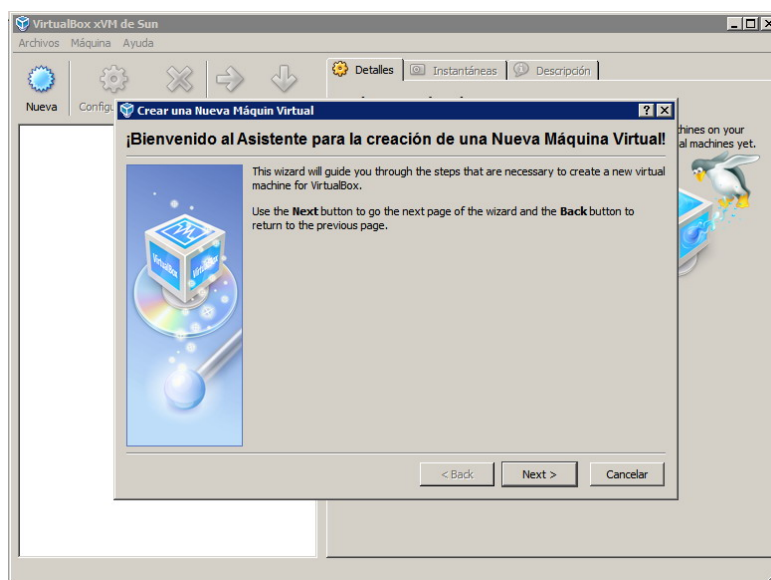 VirtualBox xVM de Sun
Archivos Máquina Ayuda
Nueva
Detalles Instantáneas Descripción
Crear una Nueva Máquin Virtual
¡Bienvenido al Asistente para la creación de una Nueva Máquina Virtual!
This wizard will guide you through the steps that are necessary to create a new virtual
machine for VirtualBox.
Use the Next button to go the next page of the wizard and the Back button to
return to the previous page.
VirtualBox
machines yet.
on your
< Back Next > Cancelar